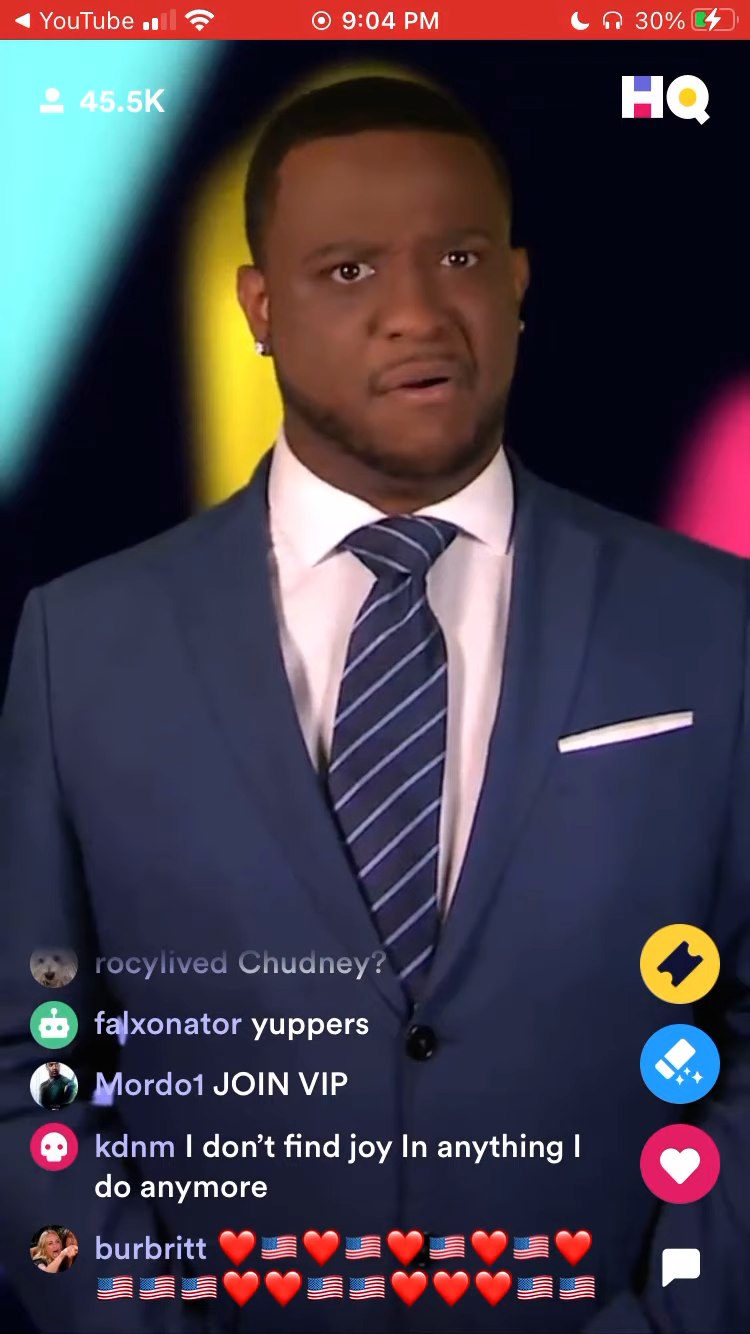 ◀ YouTube 9:04 PM 30%
45.5K HQ
rocylived Chudney?
falxonator yuppers
Mordo1 JOIN VIP
kdnm I don’t find joy In anything I
do anymore
burbritt ❤️🇺🇸❤️🇺🇸❤️🇺🇸❤️🇺🇸❤️
🇺🇸🇺🇸🇺🇸❤️❤️🇺🇸🇺🇸❤️❤️❤️🇺🇸🇺🇸